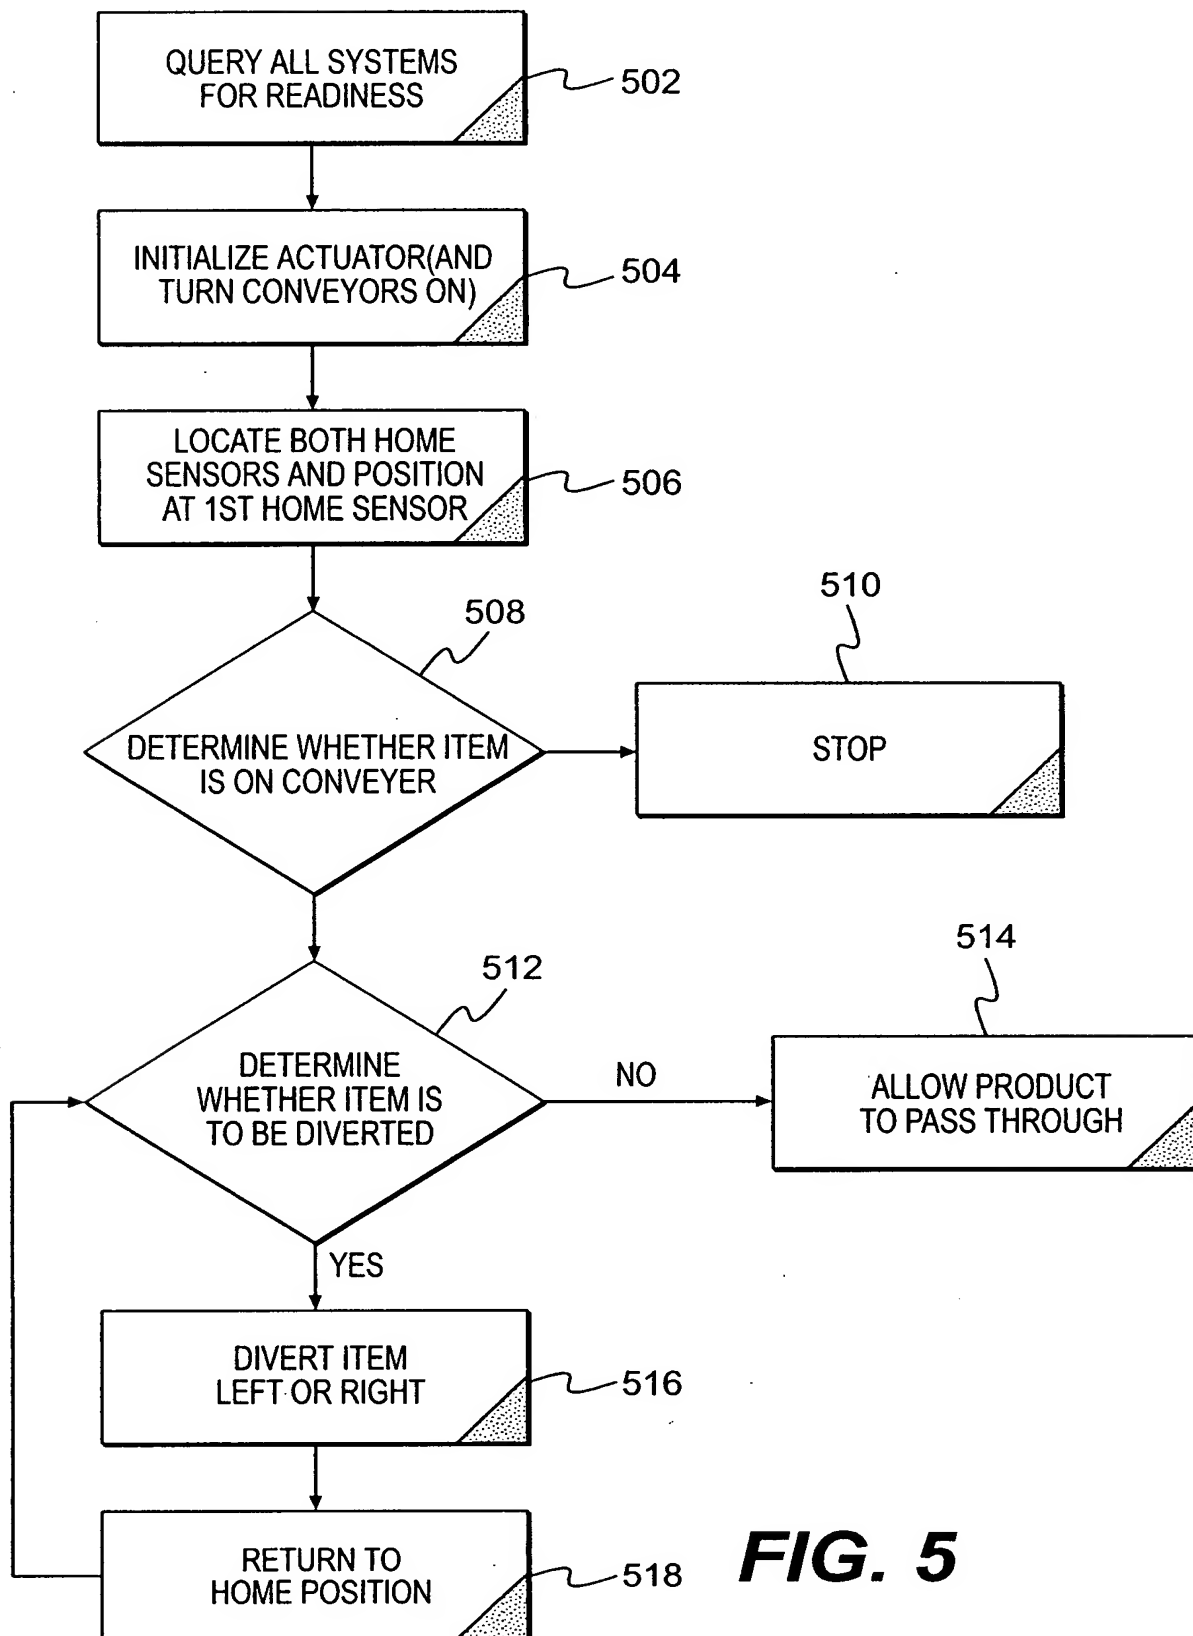 QUERY ALL SYSTEMS
FOR READINESS
502
INITIALIZE ACTUATOR(AND
TURN CONVEYORS ON)
504
LOCATE BOTH HOME
SENSORS AND POSITION
AT 1ST HOME SENSOR
506
508
DETERMINE WHETHER ITEM
IS ON CONVEYER
510
STOP
512
DETERMINE
WHETHER ITEM IS
TO BE DIVERTED
NO
514
ALLOW PRODUCT
TO PASS THROUGH
YES
DIVERT ITEM
LEFT OR RIGHT
516
RETURN TO
HOME POSITION
518
FIG. 5